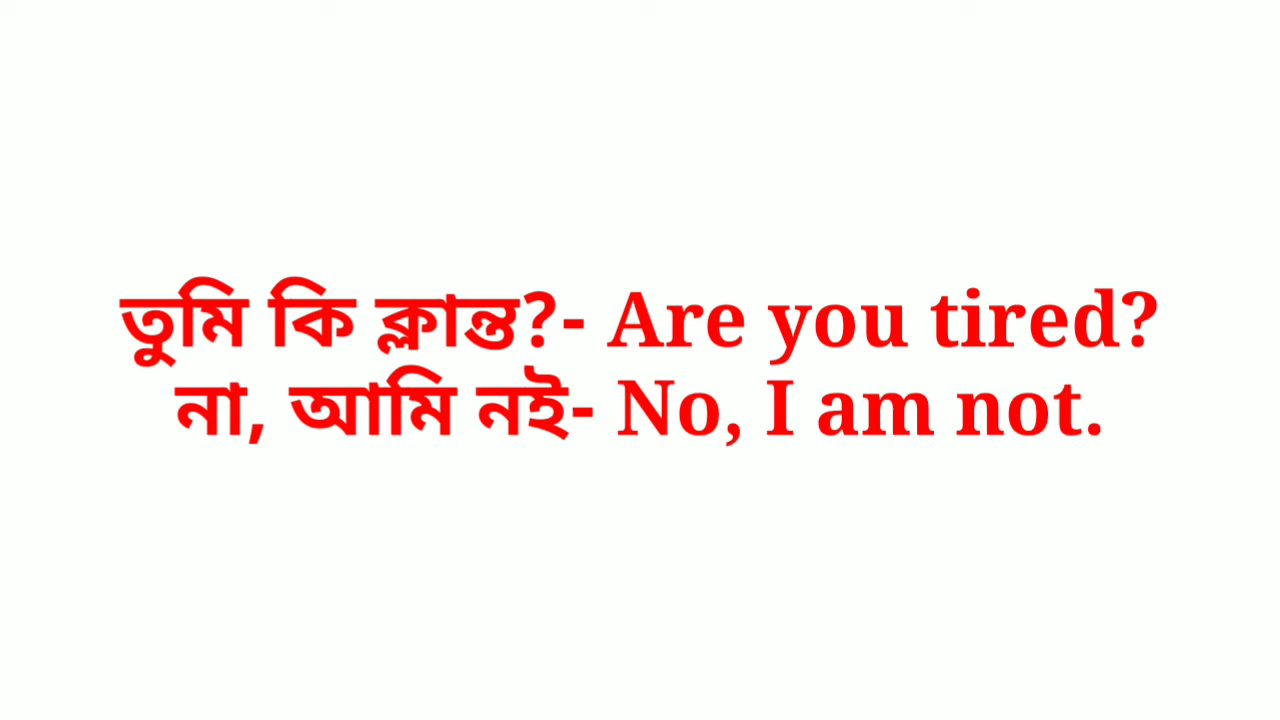 তুমি কি ক্লান্ত?- Are you tired?
না, আমি নই- No, I am not.